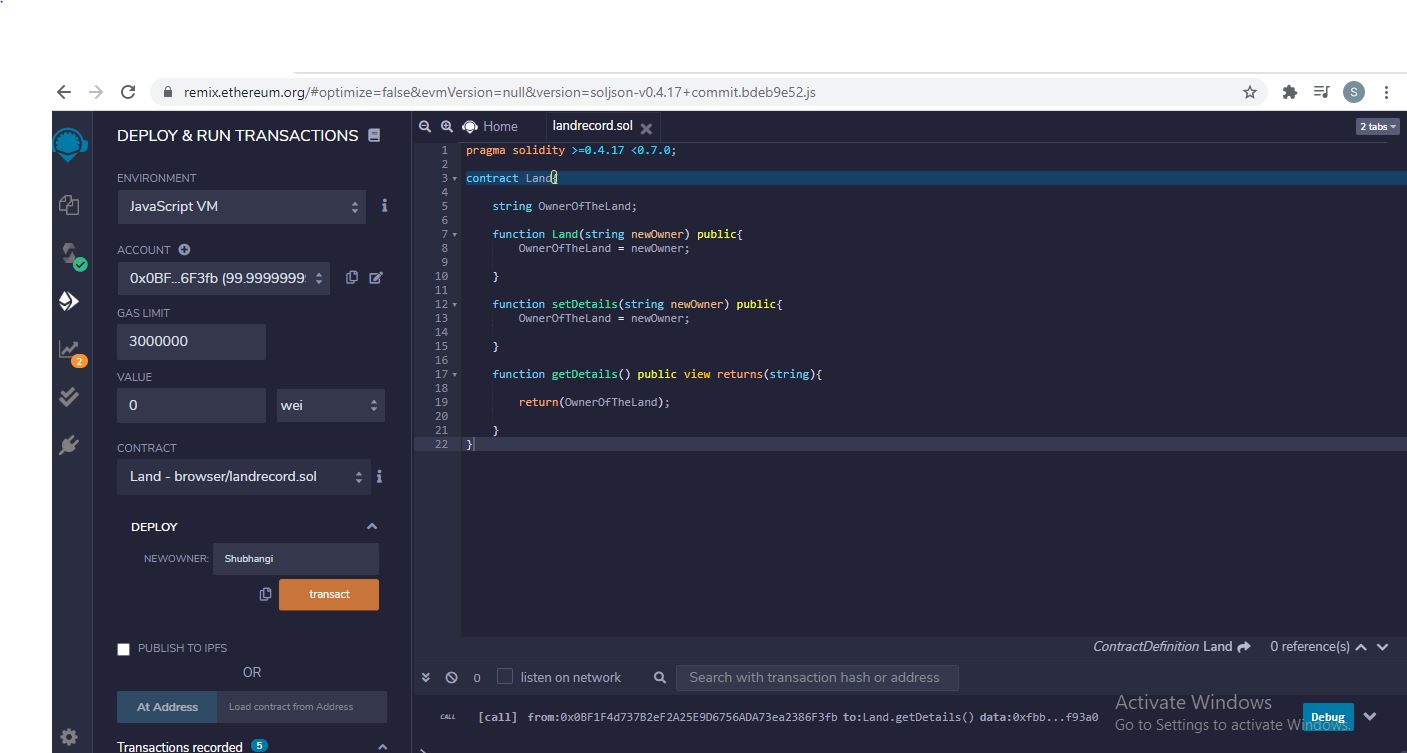 remix.ethereum.org/#optimize=false&evmVersion=null&version=soljson-v0.4.17+commit.bdeb9e52.js
S
DEPLOY & RUN TRANSACTIONS
ENVIRONMENT
JavaScript VM
i
ACCOUNT
0x0BF...6F3fb (99.9999999
GAS LIMIT
3000000
VALUE
0
wei
CONTRACT
Land - browser/landrecord.sol
i
DEPLOY
NEWOWNER:
Shubhangi
transact
PUBLISH TO IPFS
OR
At Address
Load contract from Address
Transactions recorded 5
2
Home
landrecord.sol
2 tabs
1 pragma solidity >=0.4.17 <0.7.0;
2
3 contract Land{
4
5 string OwnerOfTheLand;
6
7 function Land(string newOwner) public{
8 OwnerOfTheLand = newOwner;
9
10 }
11
12 function setDetails(string newOwner) public{
13 OwnerOfTheLand = newOwner;
14
15 }
16
17 function getDetails() public view returns(string){
18
19 return(OwnerOfTheLand);
20
21 }
22 }
ContractDefinition Land 0 reference(s)
0 listen on network
Search with transaction hash or address
CALL [call] from:0x0BF1F4d737B2eF2A25E9D6756ADA73ea2386F3fb to:Land.getDetails() data:0xfbb...f93a0
Debug
Activate Windows
Go to Settings to activate Windows.